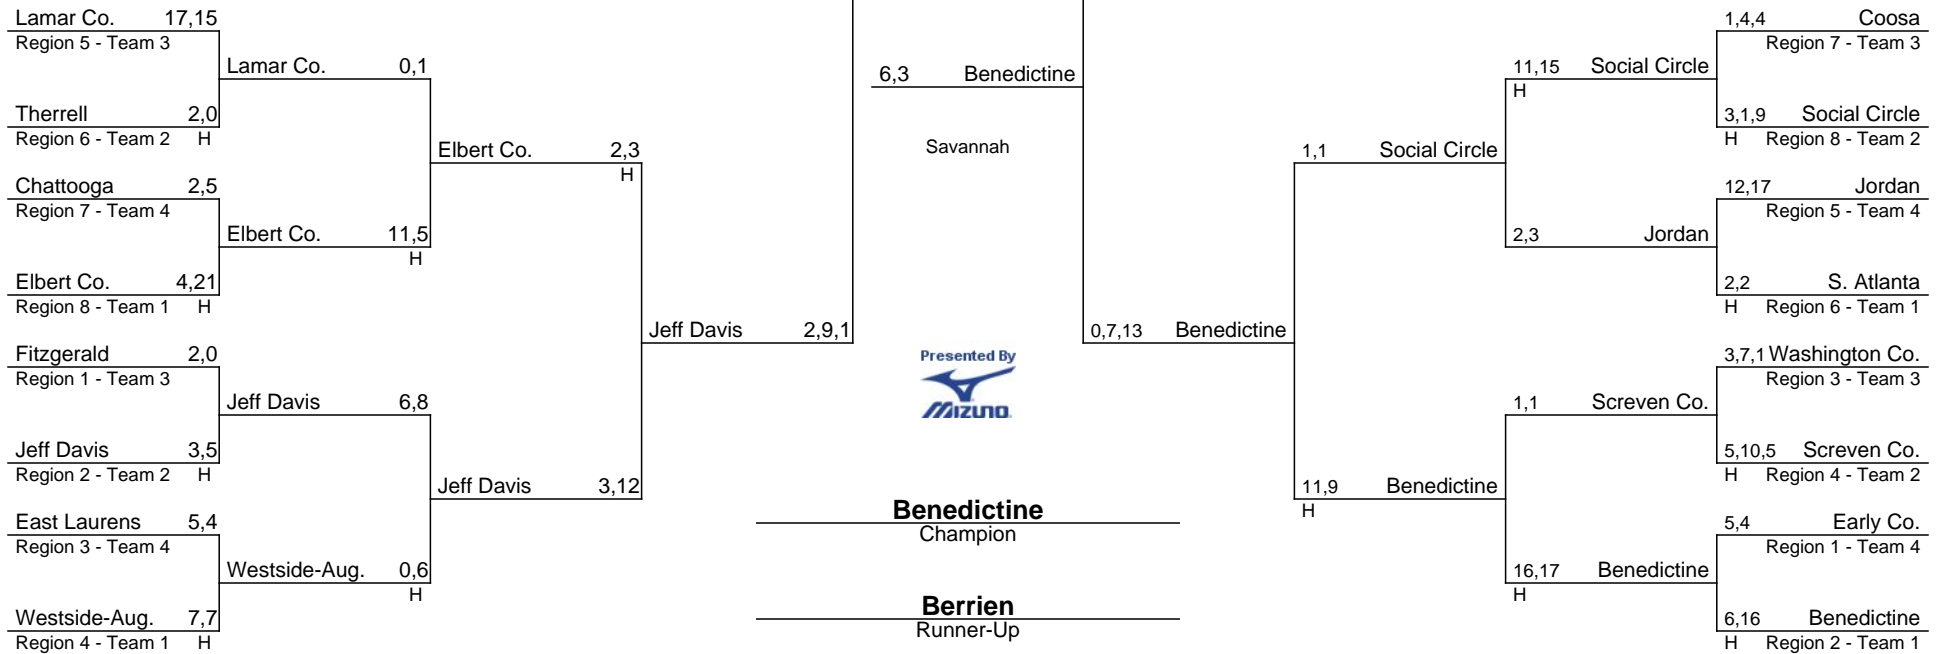 Lamar Co. 17,15
Region 5 - Team 3
Lamar Co. 0,1
Therrell 2,0
Region 6 - Team 2 H
Elbert Co. 2,3
H
Chattooga 2,5
Region 7 - Team 4
Elbert Co. 11,5
H
Elbert Co. 4,21
Region 8 - Team 1 H
Jeff Davis 2,9,1
Fitzgerald 2,0
Region 1 - Team 3
Jeff Davis 6,8
Jeff Davis 3,5
Region 2 - Team 2 H
Jeff Davis 3,12
East Laurens 5,4
Region 3 - Team 4
Westside-Aug. 0,6
H
Westside-Aug. 7,7
Region 4 - Team 1 H
6,3 Benedictine
Savannah
Presented By
MIZUNO
Benedictine
Champion
Berrien
Runner-Up
1,4,4 Coosa
Region 7 - Team 3
11,15 Social Circle
H
3,1,9 Social Circle
H Region 8 - Team 2
1,1 Social Circle
12,17 Jordan
Region 5 - Team 4
2,3 Jordan
2,2 S. Atlanta
H Region 6 - Team 1
0,7,13 Benedictine
3,7,1 Washington Co.
Region 3 - Team 3
1,1 Screven Co.
5,10,5 Screven Co.
H Region 4 - Team 2
11,9 Benedictine
H
5,4 Early Co.
Region 1 - Team 4
16,17 Benedictine
H
6,16 Benedictine
H Region 2 - Team 1